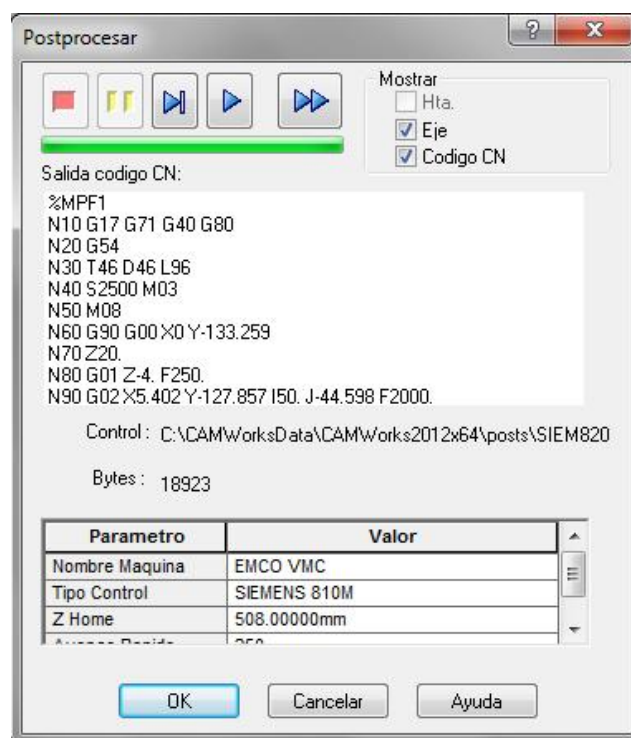 Postprocesar
Mostrar
Hta.
Eje
Codigo CN
Salida codigo CN:
%MPF1
N10 G17 G71 G40 G80
N20 G54
N30 T46 D46 L96
N40 S2500 M03
N50 M08
N60 G90 G00 X0 Y-133.259
N70 Z20.
N80 G01 Z-4. F250.
N90 G02 X5.402 Y-127.857 I50. J-44.598 F2000.
Control : C:\CAMWorksData\CAMWorks2012x64\posts\SIEM820
Bytes : 18923
Parametro Valor
Nombre Maquina EMCO VMC
Tipo Control SIEMENS 810M
Z Home 508.00000mm
OK Cancelar Ayuda